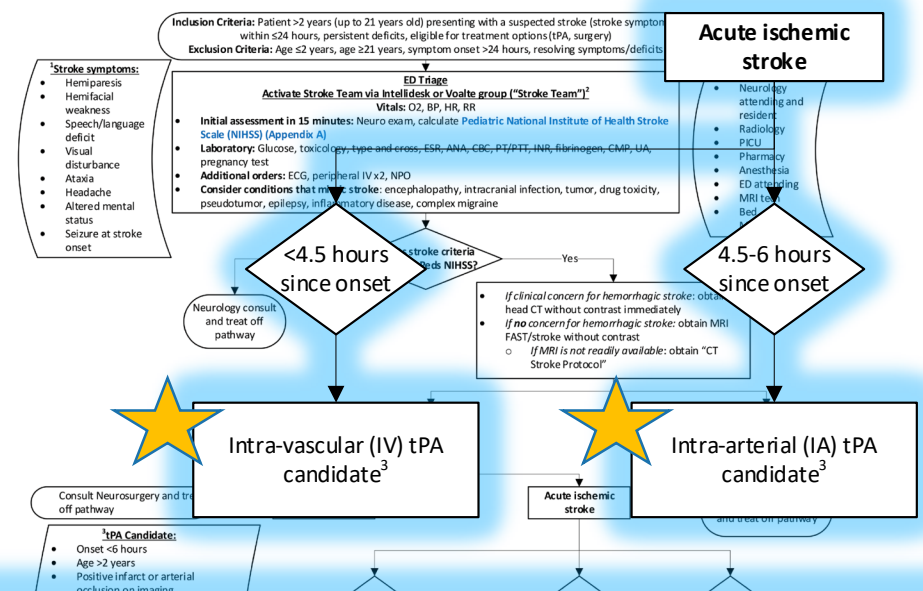 Inclusion Criteria: Patient >2 years (up to 21 years old) presenting with a suspected stroke (stroke symptom
within ≤24 hours, persistent deficits, eligible for treatment options (tPA, surgery)
Exclusion Criteria: Age ≤2 years, age ≥21 years, symptom onset >24 hours, resolving symptoms/deficits
Acute ischemic
stroke
1Stroke symptoms:
• Hemiparesis
• Hemifacial
weakness
• Speech/language
deficit
• Visual
disturbance
• Ataxia
• Headache
• Altered mental
status
• Seizure at stroke
onset
ED Triage
Activate Stroke Team via Intellidesk or Voalte group (“Stroke Team”)2
Vitals: O2, BP, HR, RR
• Initial assessment in 15 minutes: Neuro exam, calculate Pediatric National Institute of Health Stroke
Scale (NIHSS) (Appendix A)
• Laboratory: Glucose, toxicology, type and cross, ESR, ANA, CBC, PT/PTT, INR, fibrinogen, CMP, UA,
pregnancy test
• Additional orders: ECG, peripheral IV x2, NPO
• Consider conditions that mimic stroke: encephalopathy, intracranial infection, tumor, drug toxicity,
pseudotumor, epilepsy, inflammatory disease, complex migraine
• Neurology
attending and
resident
• Radiology
• PICU
• Pharmacy
• Anesthesia
• ED attending
• MRI tech
• Bed
<4.5 hours
since onset
stroke criteria
Peds NIHSS?
Yes
4.5-6 hours
since onset
Neurology consult
and treat off
pathway
• If clinical concern for hemorrhagic stroke: obtain
head CT without contrast immediately
• If no concern for hemorrhagic stroke: obtain MRI
FAST/stroke without contrast
o If MRI is not readily available: obtain “CT
Stroke Protocol”
Intra-vascular (IV) tPA
candidate3
Intra-arterial (IA) tPA
candidate3
Consult Neurosurgery and tre
off pathway
Acute ischemic
stroke
and treat off pathway
3tPA Candidate:
• Onset <6 hours
• Age >2 years
• Positive infarct or arterial
occlusion on imaging